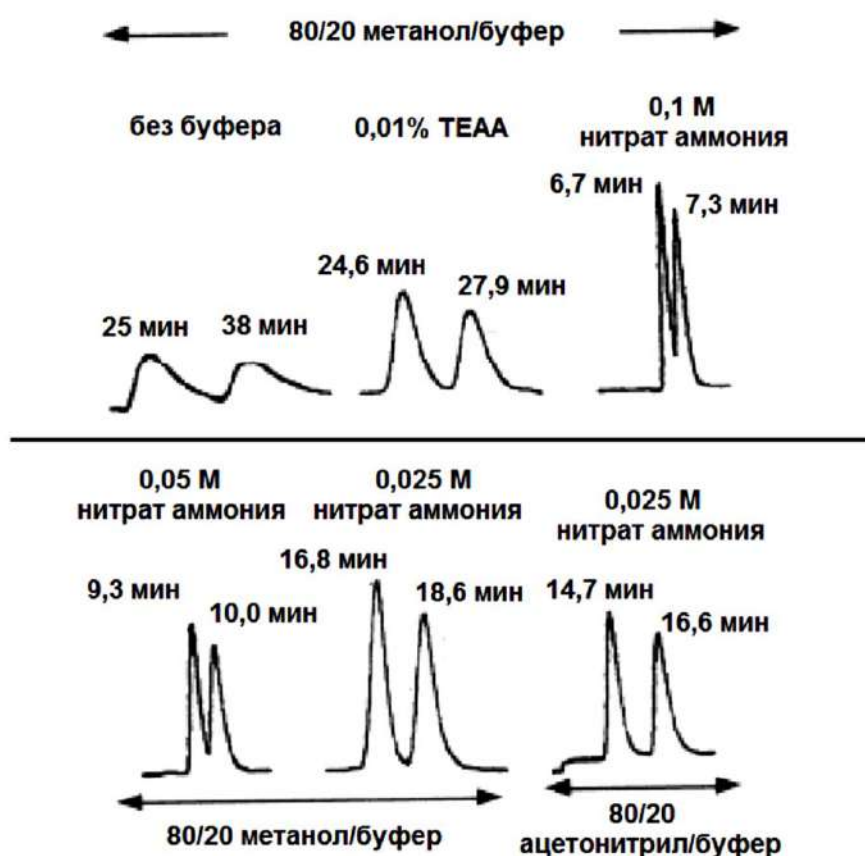 80/20 метанол/буфер
без буфера
0,01% TEAA
0,1 М
нитрат аммония
25 мин
38 мин
24,6 мин
27,9 мин
6,7 мин
7,3 мин
0,05 М
нитрат аммония
0,025 М
нитрат аммония
0,025 М
нитрат аммония
9,3 мин
10,0 мин
16,8 мин
18,6 мин
14,7 мин
16,6 мин
80/20 метанол/буфер
80/20
ацетонитрил/буфер